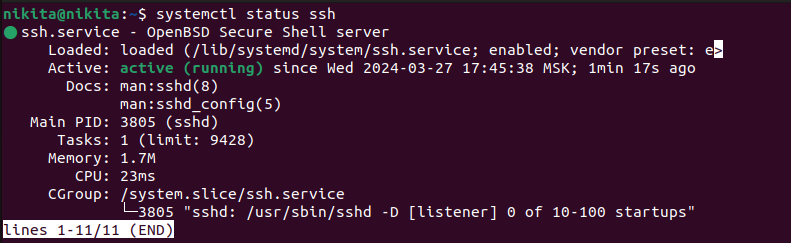 nikita@nikita:~$ systemctl status ssh
● ssh.service - OpenBSD Secure Shell server
     Loaded: loaded (/lib/systemd/system/ssh.service; enabled; vendor preset: e>
     Active: active (running) since Wed 2024-03-27 17:45:38 MSK; 1min 17s ago
       Docs: man:sshd(8)
             man:sshd_config(5)
   Main PID: 3805 (sshd)
      Tasks: 1 (limit: 9428)
     Memory: 1.7M
        CPU: 23ms
     CGroup: /system.slice/ssh.service
             └─3805 "sshd: /usr/sbin/sshd -D [listener] 0 of 10-100 startups"
lines 1-11/11 (END)